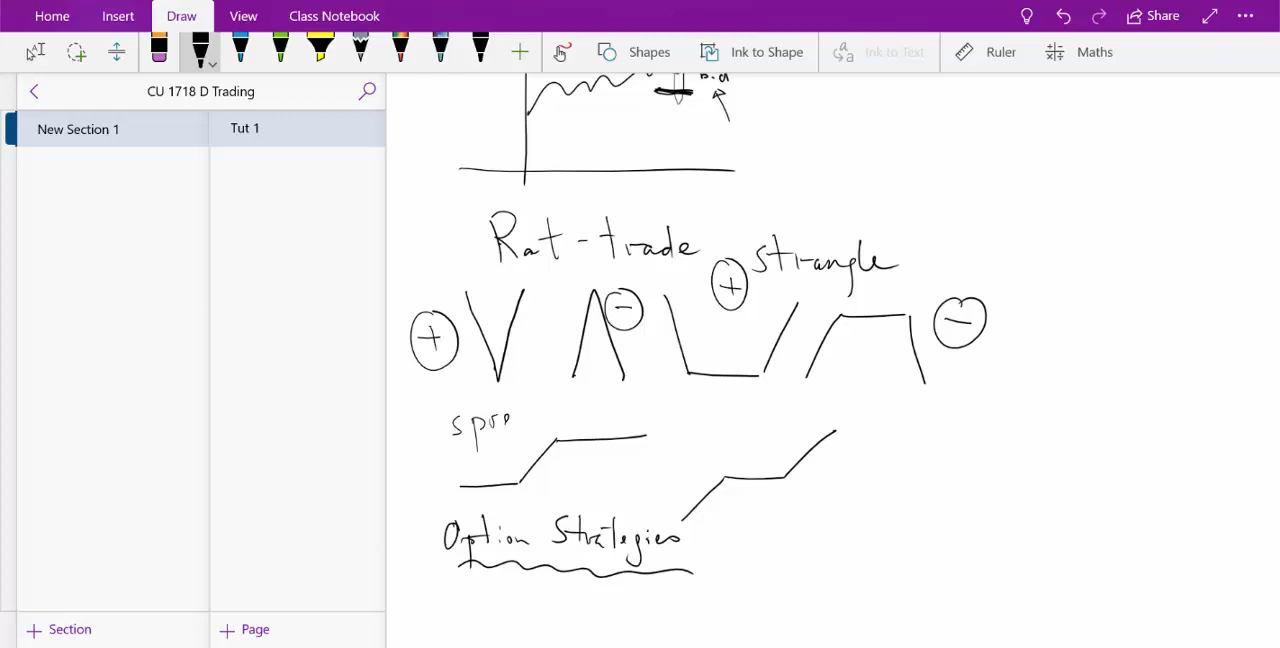 Home Insert Draw View Class Notebook Share
Shapes Ink to Shape Ink to Text Ruler Maths
CU 1718 D Trading
New Section 1 Tut 1
Rat-trade
+ strangle
+ - -
spre
Option Strategies
+ Section + Page